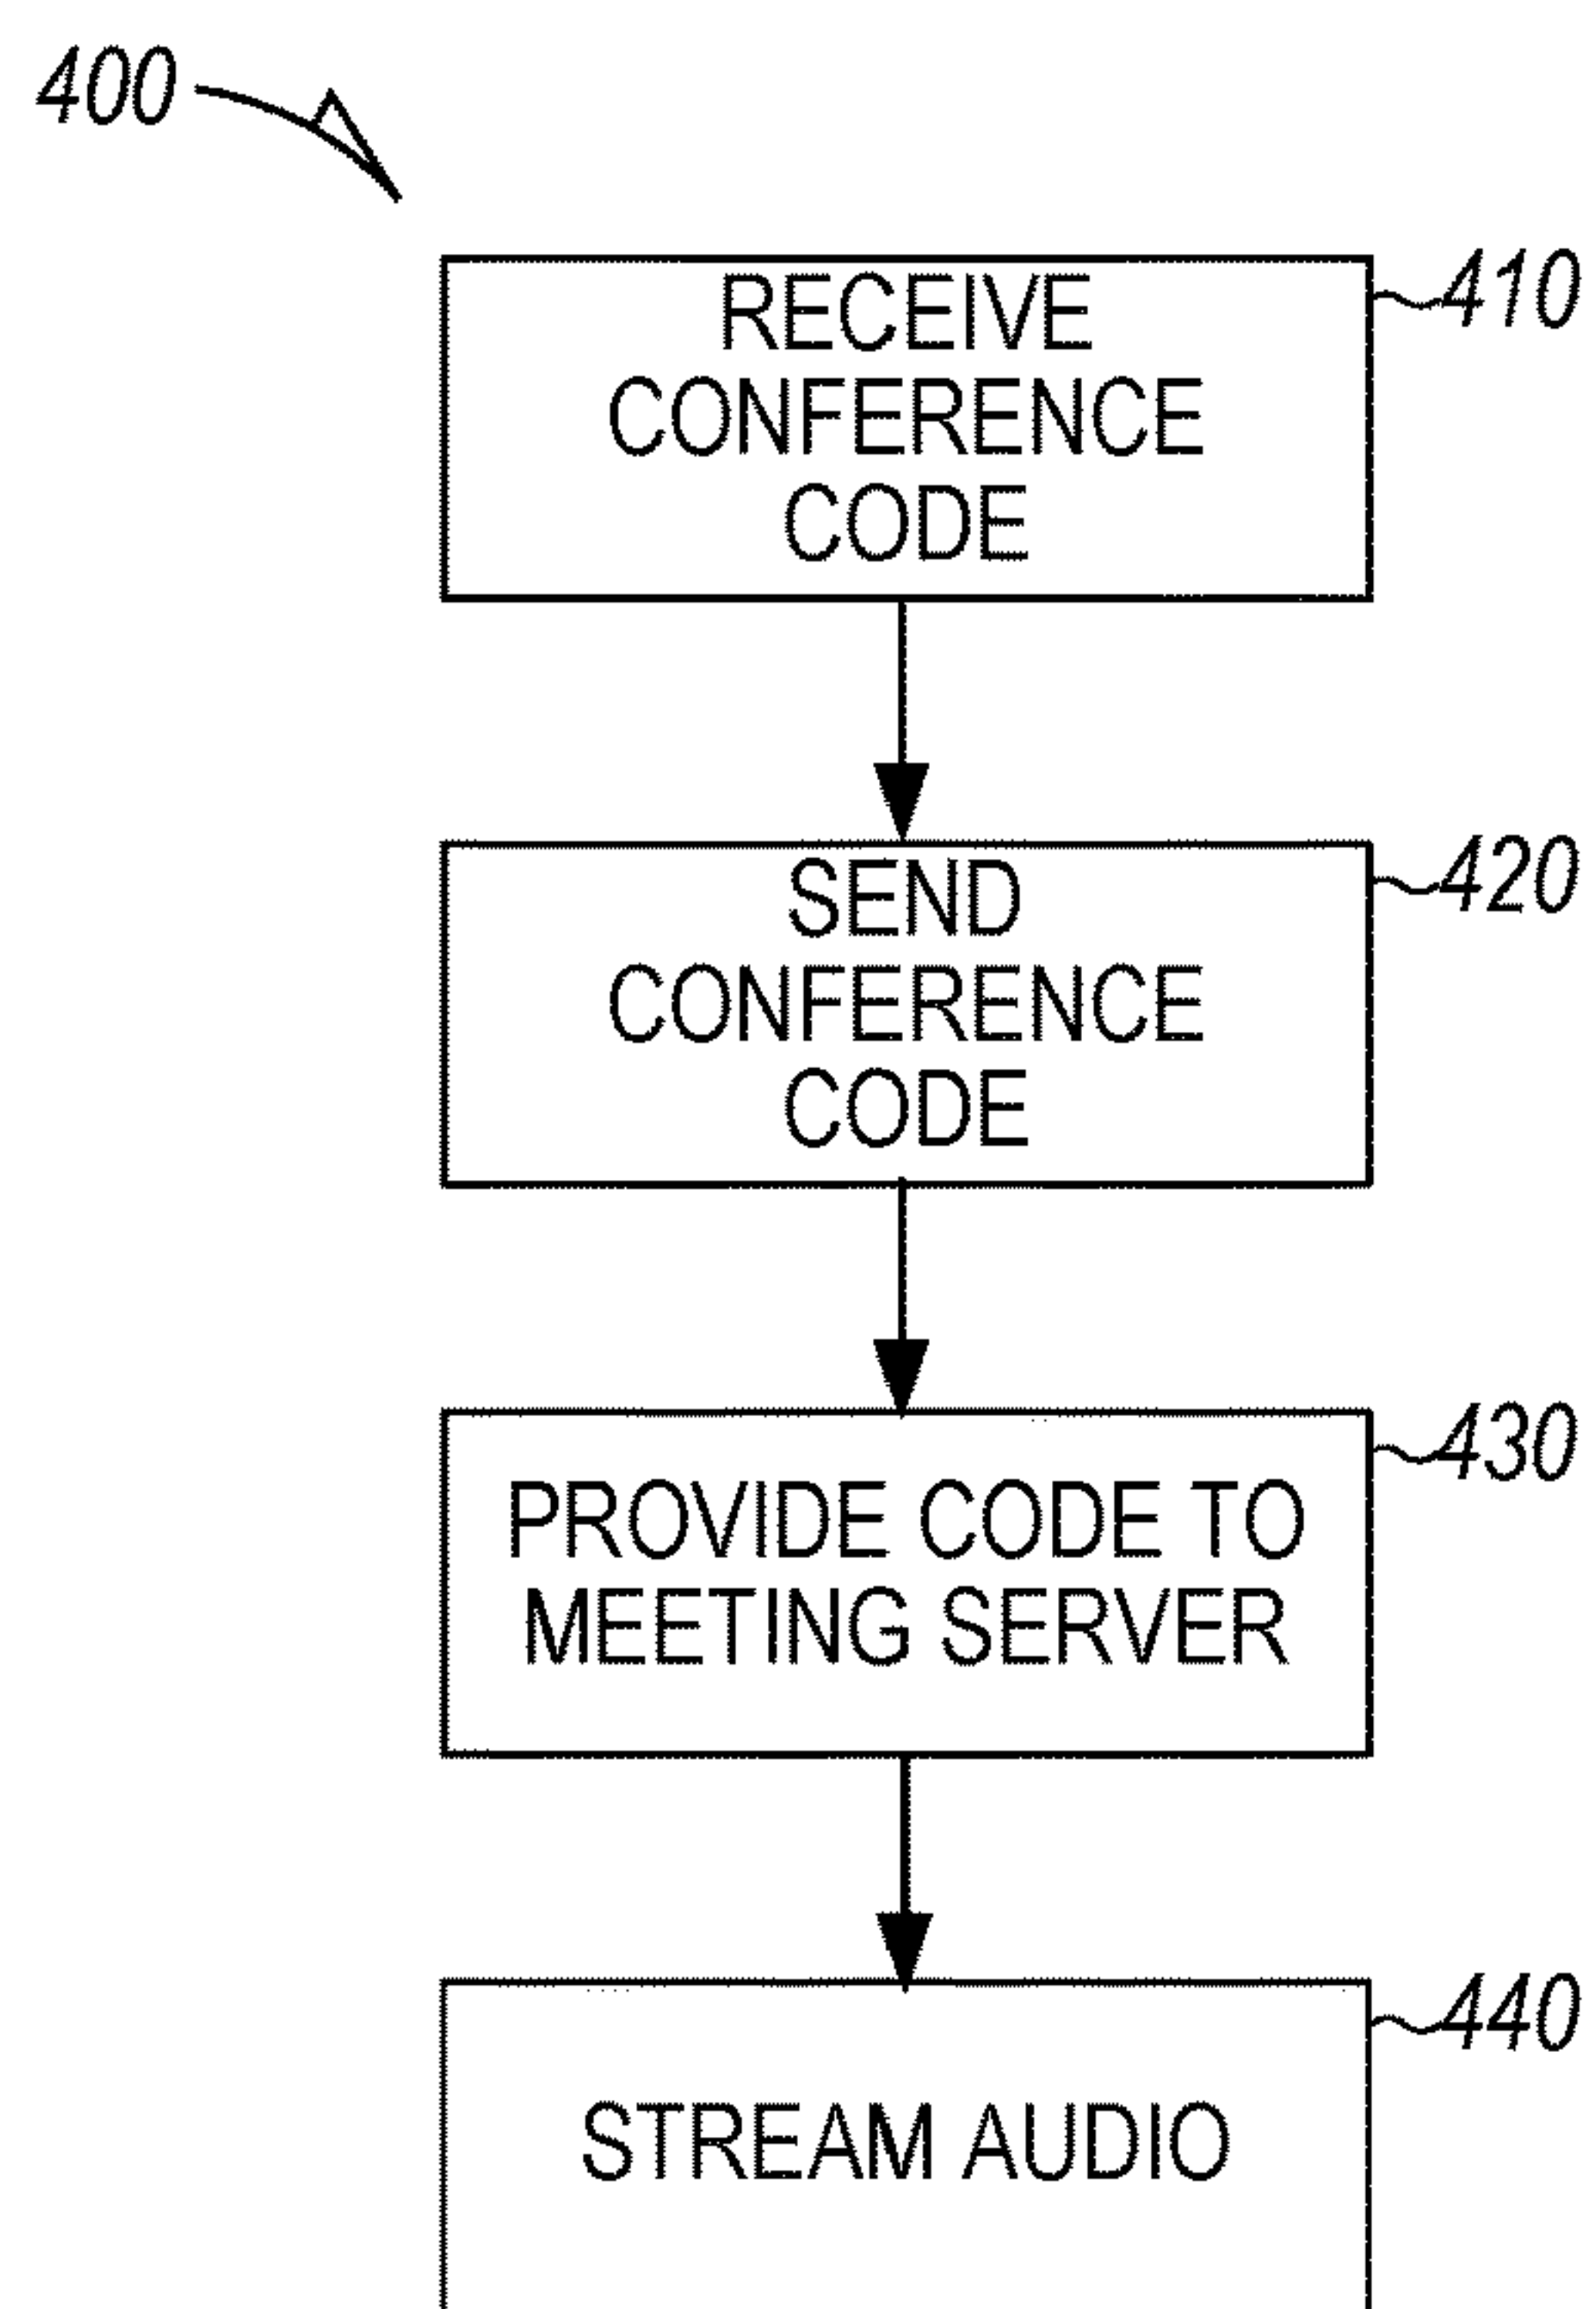 400
410
RECEIVE
CONFERENCE
CODE
420
SEND
CONFERENCE
CODE
430
PROVIDE CODE TO
MEETING SERVER
440
STREAM AUDIO